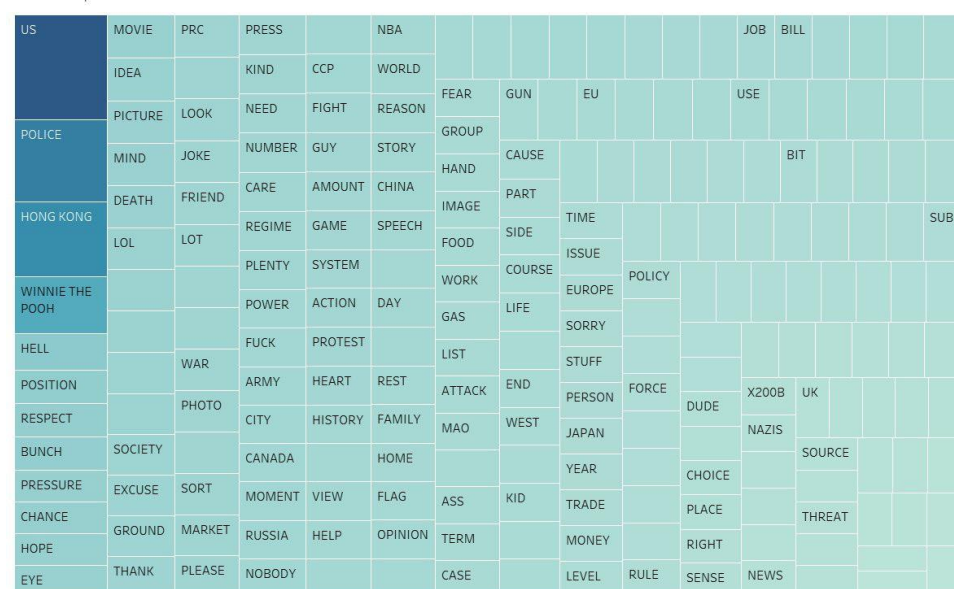 US
POLICE
HONG KONG
WINNIE THE
POOH
HELL
POSITION
RESPECT
BUNCH
PRESSURE
CHANCE
HOPE
EYE
MOVIE
IDEA
PICTURE
MIND
DEATH
LOL
SOCIETY
EXCUSE
GROUND
THANK
PRC
LOOK
JOKE
FRIEND
LOT
WAR
PHOTO
SORT
MARKET
PLEASE
PRESS
KIND
NEED
NUMBER
CARE
REGIME
PLENTY
POWER
FUCK
ARMY
CITY
CANADA
MOMENT
RUSSIA
NOBODY
CCP
FIGHT
GUY
AMOUNT
GAME
SYSTEM
ACTION
PROTEST
HEART
HISTORY
VIEW
HELP
NBA
WORLD
REASON
STORY
CHINA
SPEECH
DAY
REST
FAMILY
HOME
FLAG
OPINION
FEAR
GROUP
HAND
IMAGE
FOOD
WORK
GAS
LIST
ATTACK
MAO
ASS
TERM
CASE
GUN
CAUSE
PART
SIDE
COURSE
LIFE
END
WEST
KID
EU
TIME
ISSUE
EUROPE
SORRY
STUFF
PERSON
JAPAN
YEAR
TRADE
MONEY
LEVEL
POLICY
FORCE
RULE
DUDE
CHOICE
PLACE
RIGHT
SENSE
JOB
BILL
USE
BIT
SUB
X200B
NAZIS
NEWS
UK
SOURCE
THREAT